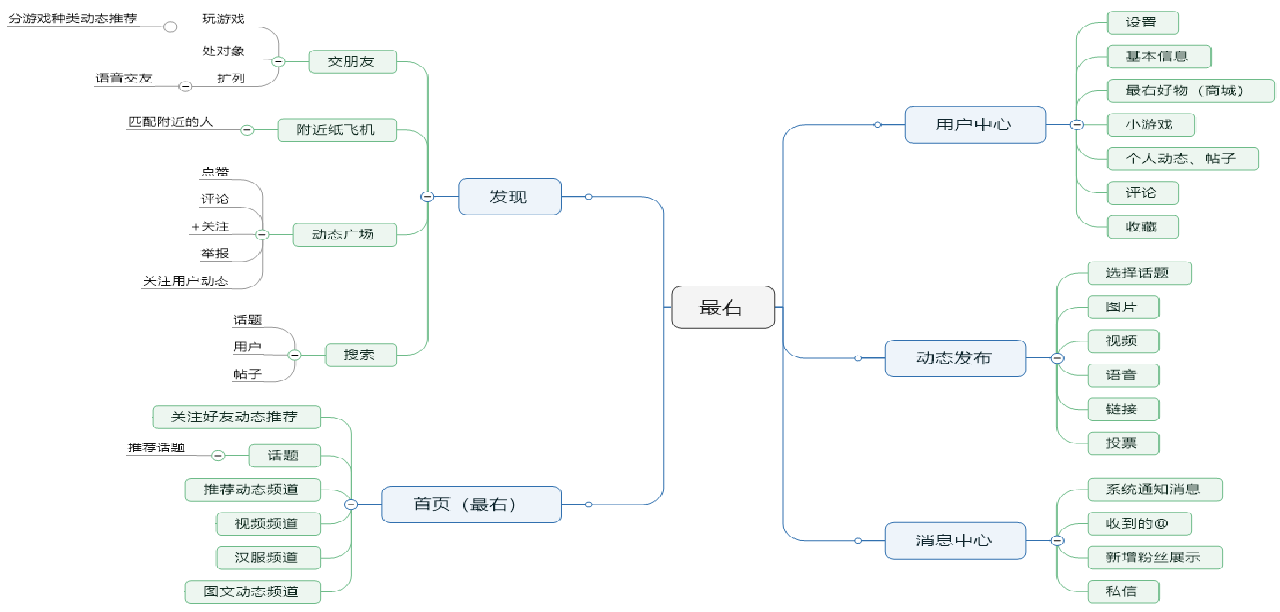 最右
用户中心
设置
基本信息
最右好物（商城）
小游戏
个人动态、帖子
评论
收藏
动态发布
选择话题
图片
视频
语音
链接
投票
消息中心
系统通知消息
收到的@
新增粉丝展示
私信
发现
交朋友
玩游戏
分游戏种类动态推荐
处对象
扩列
语音交友
附近纸飞机
匹配附近的人
动态广场
点赞
评论
+关注
举报
关注用户动态
搜索
话题
用户
帖子
首页（最右）
关注好友动态推荐
话题
推荐话题
推荐动态频道
视频频道
汉服频道
图文动态频道